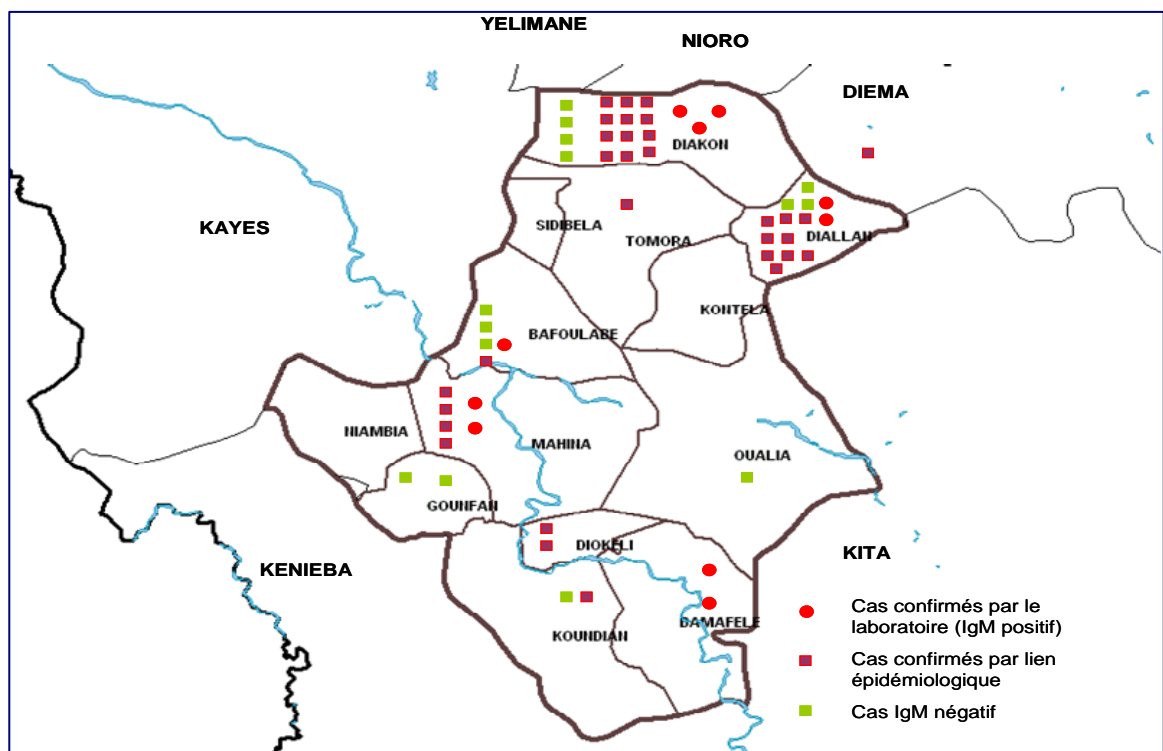 YELIMANE
NIORO
DIEMA
DIAKON
KAYES
SIDIBELA
TOMORA
DIALLAN
KONTELA
BAFOULABE
NIAMBIA
MAHINA
OUALIA
GOUNFAN
DIOKELI
KITA
KENIEBA
BAMAFELE
KOUNDIAN
Cas confirmés par le
laboratoire (IgM positif)
Cas confirmés par lien
épidémiologique
Cas IgM négatif